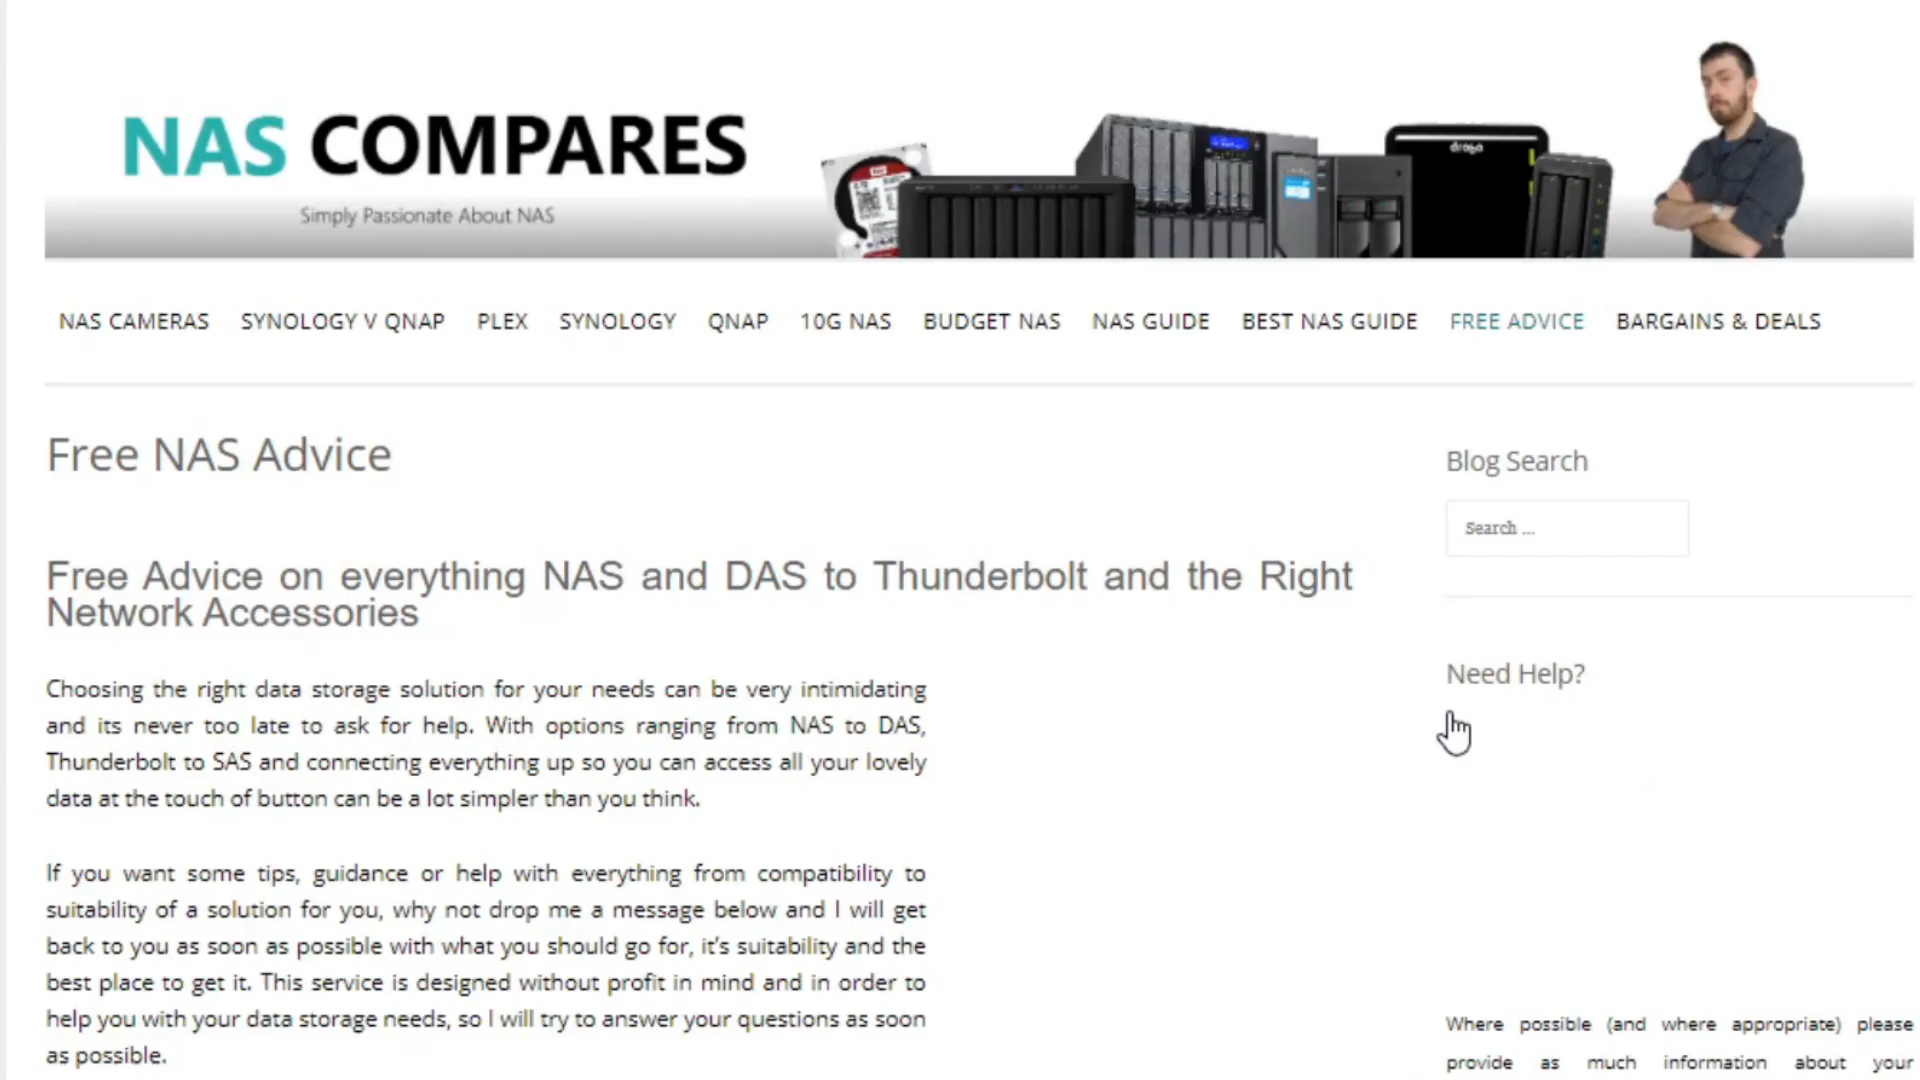 NAS COMPARES
Simply Passionate About NAS
drobo
NAS CAMERAS SYNOLOGY V QNAP PLEX SYNOLOGY QNAP 10G NAS BUDGET NAS NAS GUIDE BEST NAS GUIDE FREE ADVICE BARGAINS & DEALS
Free NAS Advice
Free Advice on everything NAS and DAS to Thunderbolt and the Right
Network Accessories
Choosing the right data storage solution for your needs can be very intimidating
and its never too late to ask for help. With options ranging from NAS to DAS,
Thunderbolt to SAS and connecting everything up so you can access all your lovely
data at the touch of button can be a lot simpler than you think.
If you want some tips, guidance or help with everything from compatibility to
suitability of a solution for you, why not drop me a message below and I will get
back to you as soon as possible with what you should go for, it's suitability and the
best place to get it. This service is designed without profit in mind and in order to
help you with your data storage needs, so I will try to answer your questions as soon
as possible.
Blog Search
Search ...
Need Help?
Where possible (and where appropriate) please
provide as much information about your